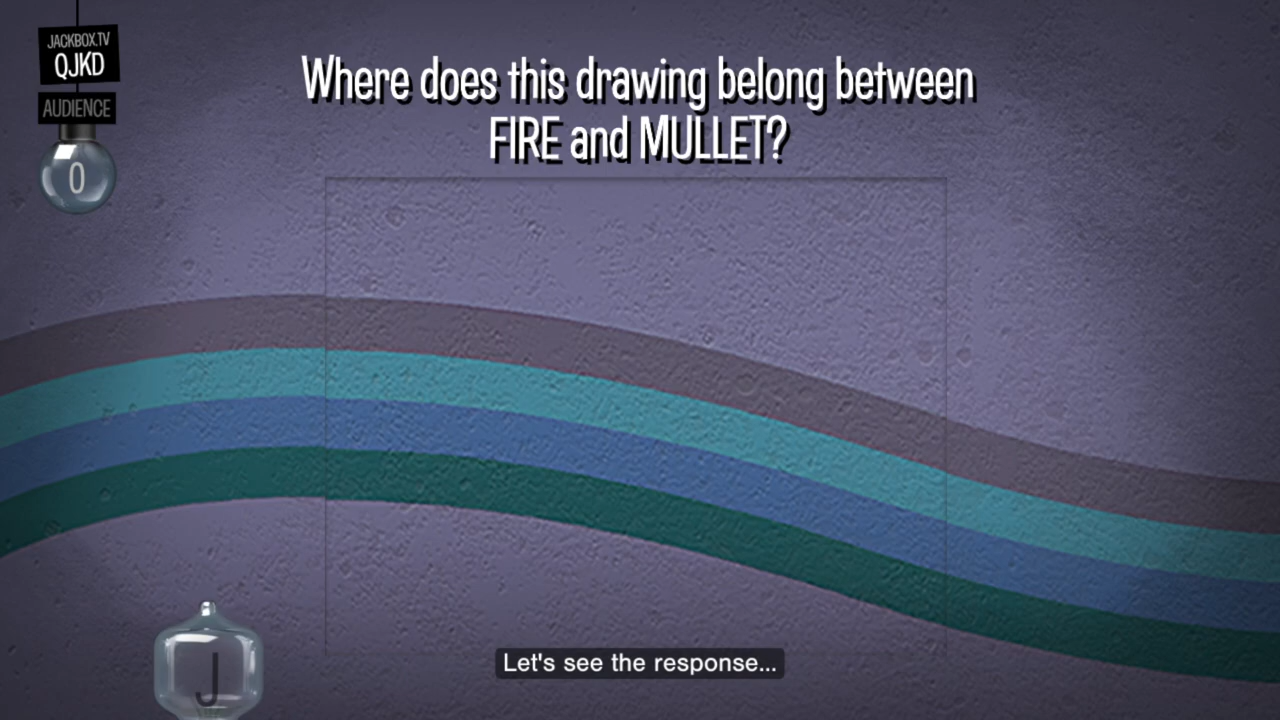 JACKBOX.TV
QJKD
AUDIENCE
0
Where does this drawing belong between
FIRE and MULLET?
J
Let's see the response...